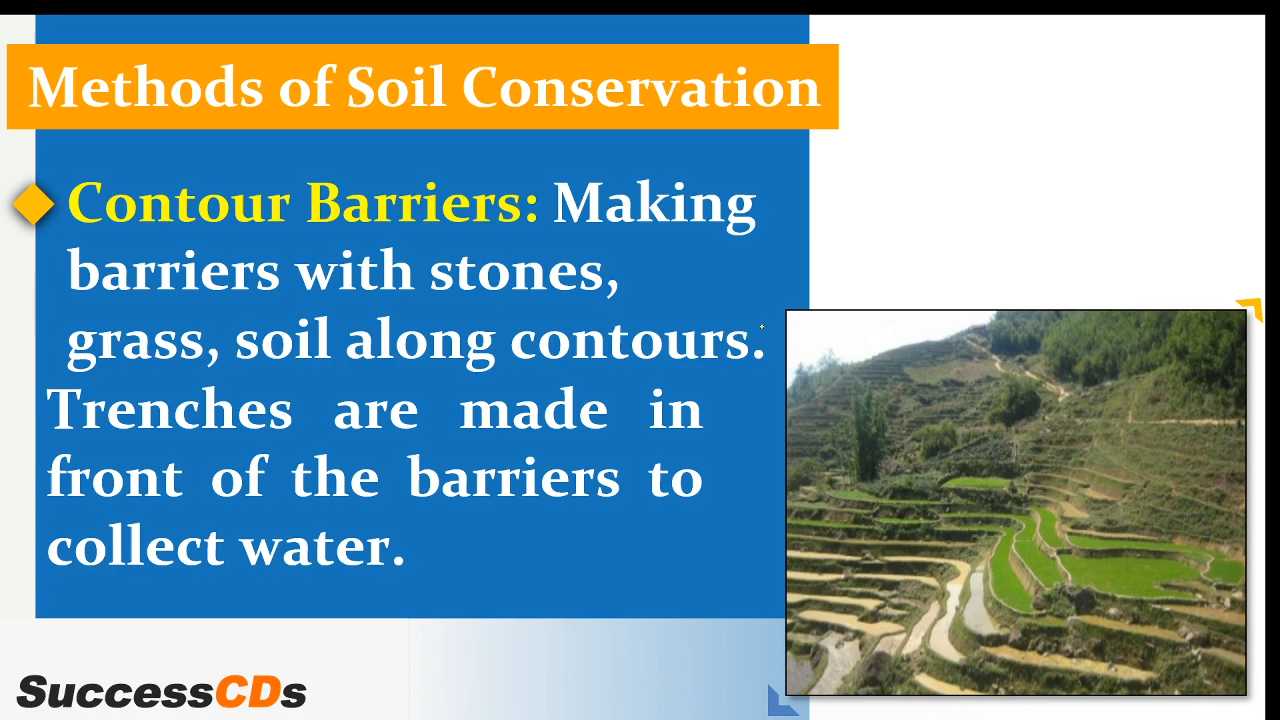 Methods of Soil Conservation
Contour Barriers: Making
barriers with stones,
grass, soil along contours.
Trenches are made in
front of the barriers to
collect water.
SuccessCDs